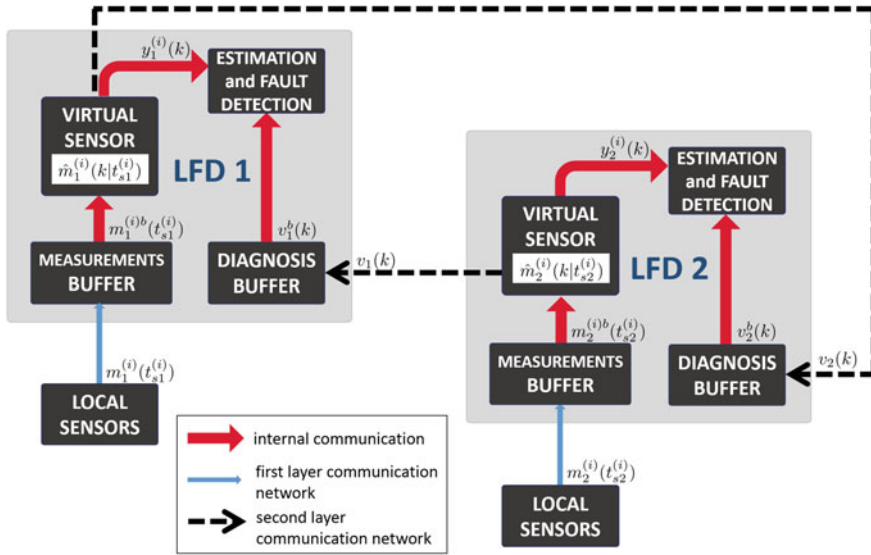 y_1^{(i)}(k)
ESTIMATION
and FAULT
DETECTION
VIRTUAL
SENSOR
\hat{m}_1^{(i)}(k|t_{s1}^{(i)})
LFD 1
m_1^{(i)b}(t_{s1}^{(i)})
v_1^b(k)
MEASUREMENTS
BUFFER
DIAGNOSIS
BUFFER
v_1(k)
m_1^{(i)}(t_{s1}^{(i)})
LOCAL
SENSORS
y_2^{(i)}(k)
ESTIMATION
and FAULT
DETECTION
VIRTUAL
SENSOR
\hat{m}_2^{(i)}(k|t_{s2}^{(i)})
LFD 2
m_2^{(i)b}(t_{s2}^{(i)})
v_2^b(k)
MEASUREMENTS
BUFFER
DIAGNOSIS
BUFFER
v_2(k)
m_2^{(i)}(t_{s2}^{(i)})
LOCAL
SENSORS
internal communication
first layer communication
network
second layer
communication network